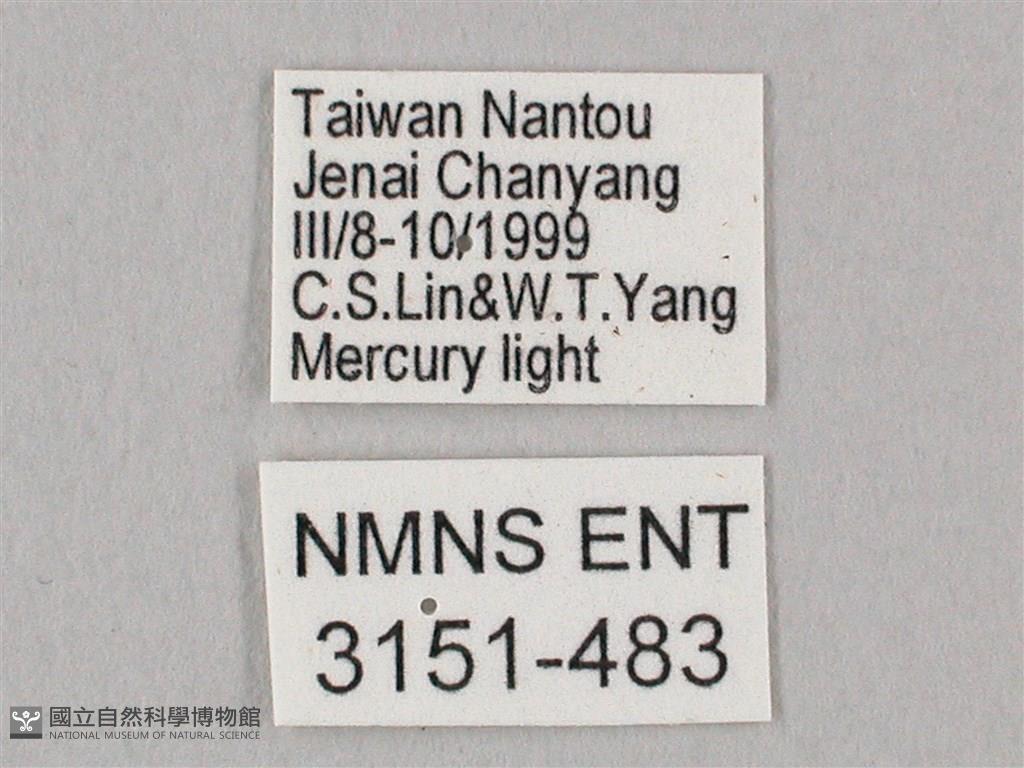 Taiwan Nantou
Jenai Chanyang
III/8-10/1999
C.S.Lin&W.T.Yang
Mercury light
NMNS ENT
3151-483
國立自然科學博物館
NATIONAL MUSEUM OF NATURAL SCIENCE